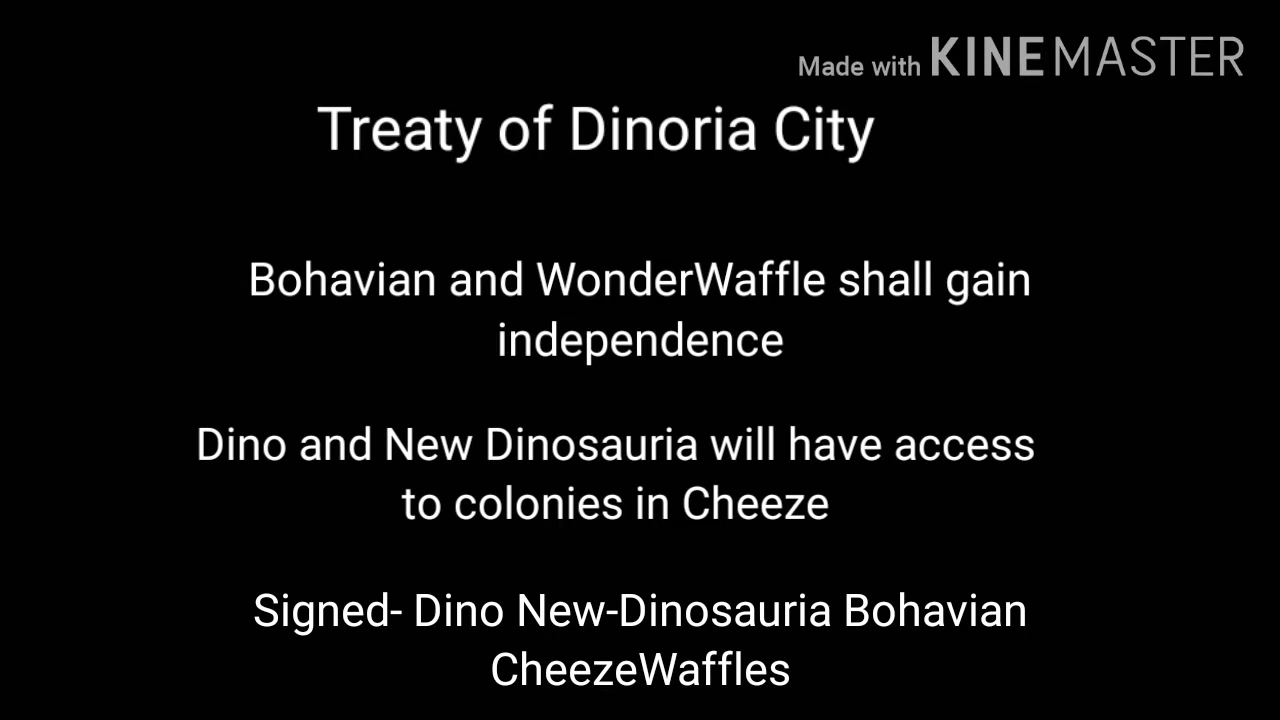 Made with KINEMASTER
Treaty of Dinoria City
Bohavian and WonderWaffle shall gain
independence
Dino and New Dinosauria will have access
to colonies in Cheeze
Signed- Dino New-Dinosauria Bohavian
CheezeWaffles